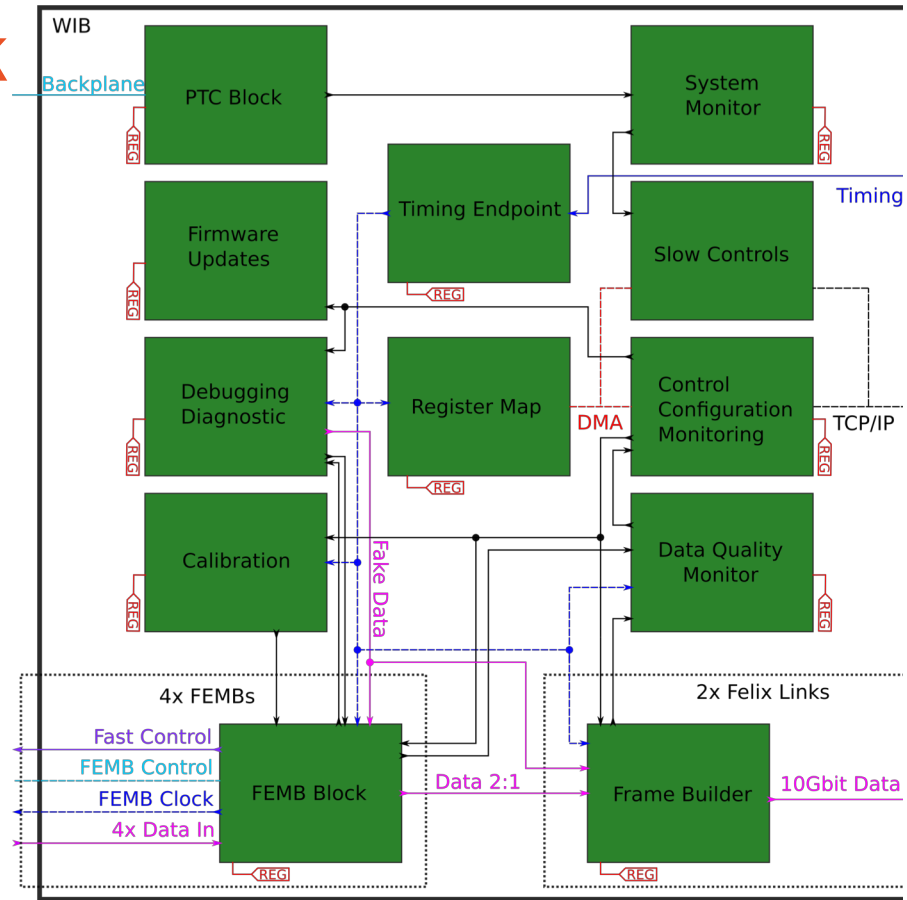 WIB
Backplane
PTC Block
REG
System
Monitor
REG
Timing Endpoint
REG
Timing
Firmware
Updates
REG
Slow Controls
Debugging
Diagnostic
REG
Register Map
REG
DMA
Control
Configuration
Monitoring
REG
TCP/IP
Calibration
REG
Fake Data
Data Quality
Monitor
REG
4x FEMBs
2x Felix Links
Fast Control
FEMB Control
FEMB Clock
4x Data In
FEMB Block
REG
Data 2:1
Frame Builder
REG
10Gbit Data